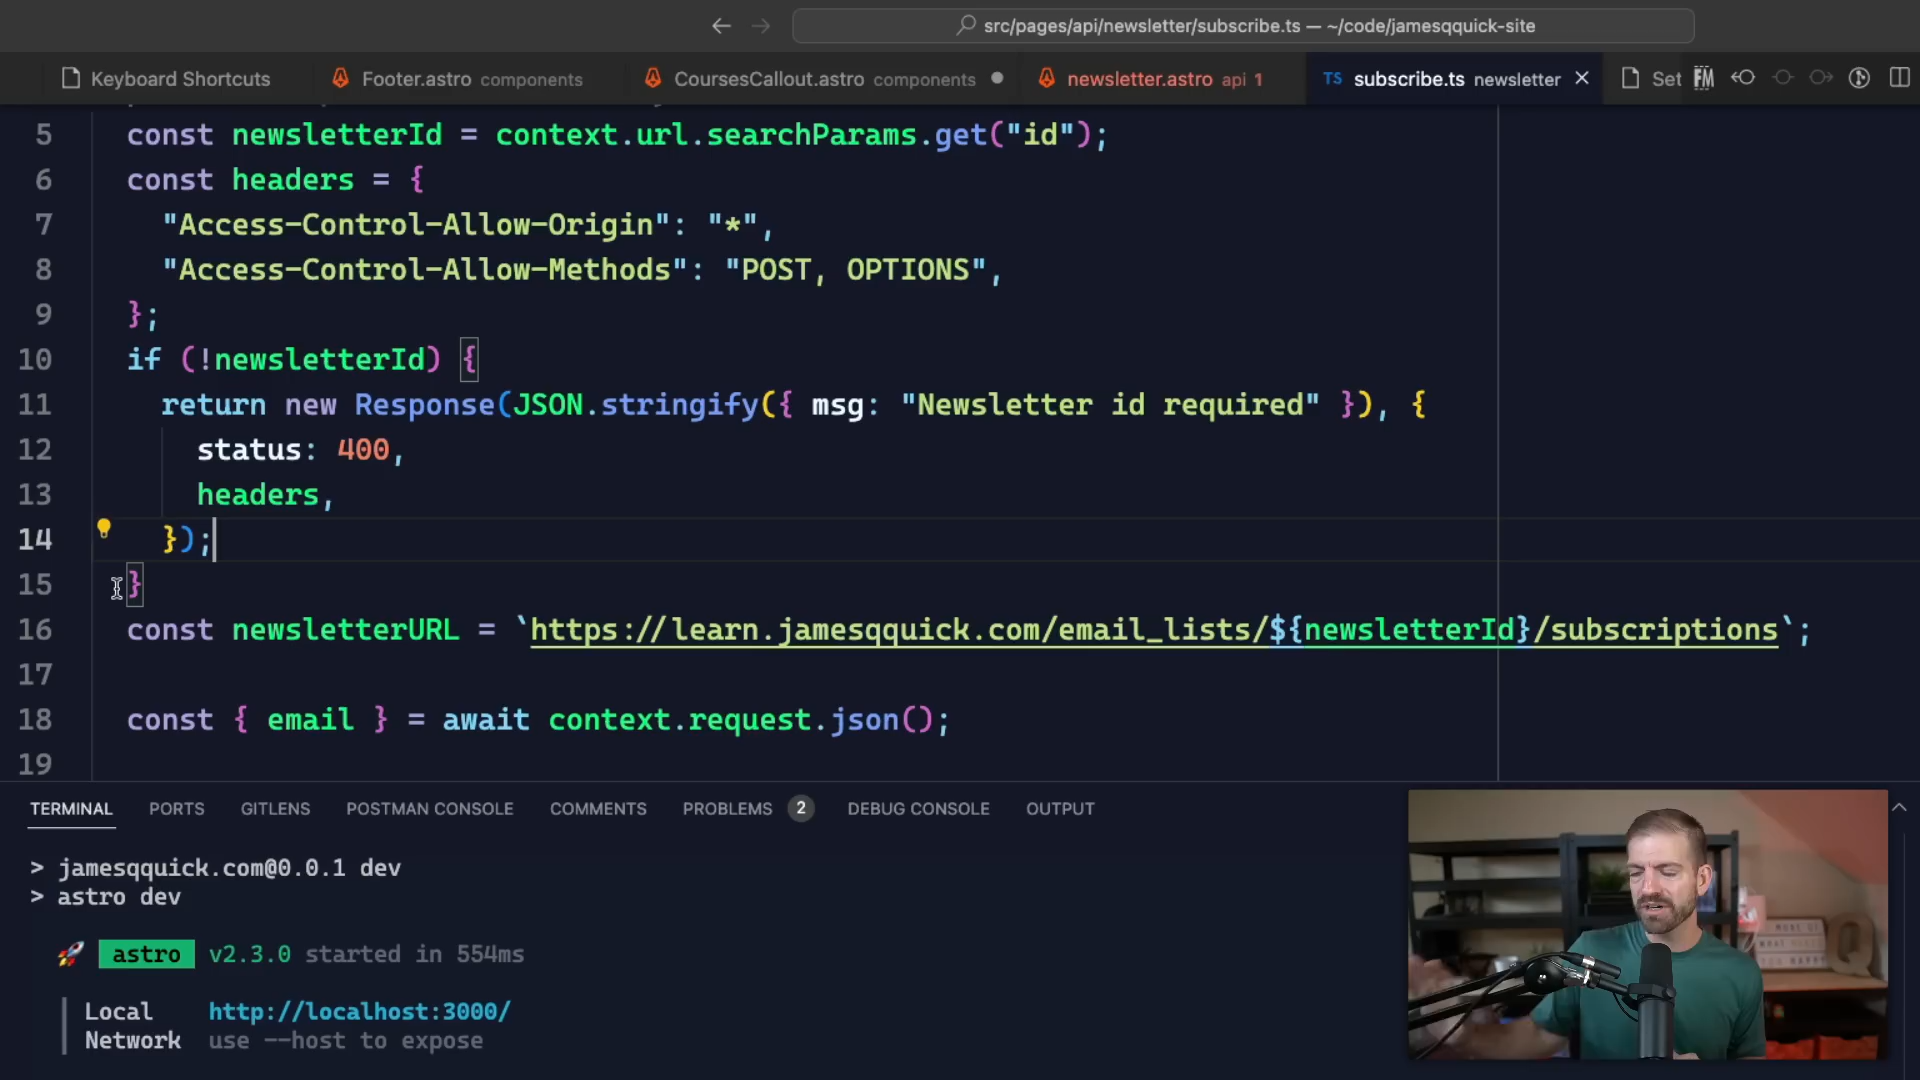 src/pages/api/newsletter/subscribe.ts — ~/code/jamesqquick-site
Keyboard Shortcuts Footer.astro components CoursesCallout.astro components newsletter.astro api 1 TS subscribe.ts newsletter Set FM
5 const newsletterId = context.url.searchParams.get("id");
6 const headers = {
7 "Access-Control-Allow-Origin": "*",
8 "Access-Control-Allow-Methods": "POST, OPTIONS",
9 };
10 if (!newsletterId) {
11 return new Response(JSON.stringify({ msg: "Newsletter id required" }), {
12 status: 400,
13 headers,
14 });
15 }
16 const newsletterURL = `https://learn.jamesqquick.com/email_lists/${newsletterId}/subscriptions`;
17
18 const { email } = await context.request.json();
19
TERMINAL PORTS GITLENS POSTMAN CONSOLE COMMENTS PROBLEMS 2 DEBUG CONSOLE OUTPUT
> jamesqquick.com@0.0.1 dev
> astro dev
🚀 astro v2.3.0 started in 554ms
Local http://localhost:3000/
Network use --host to expose